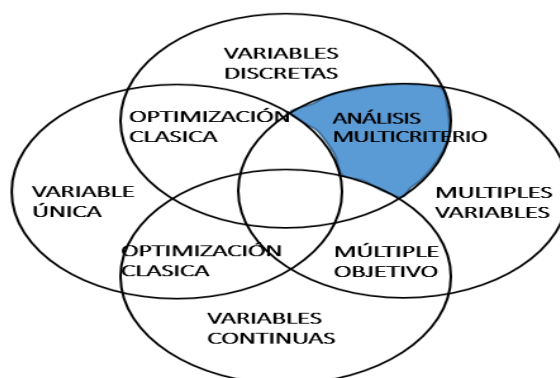 VARIABLES
DISCRETAS
OPTIMIZACIÓN
CLASICA
ANÁLISIS
MULTICRITERIO
VARIABLE
ÚNICA
MULTIPLES
VARIABLES
OPTIMIZACIÓN
CLASICA
MÚLTIPLE
OBJETIVO
VARIABLES
CONTINUAS